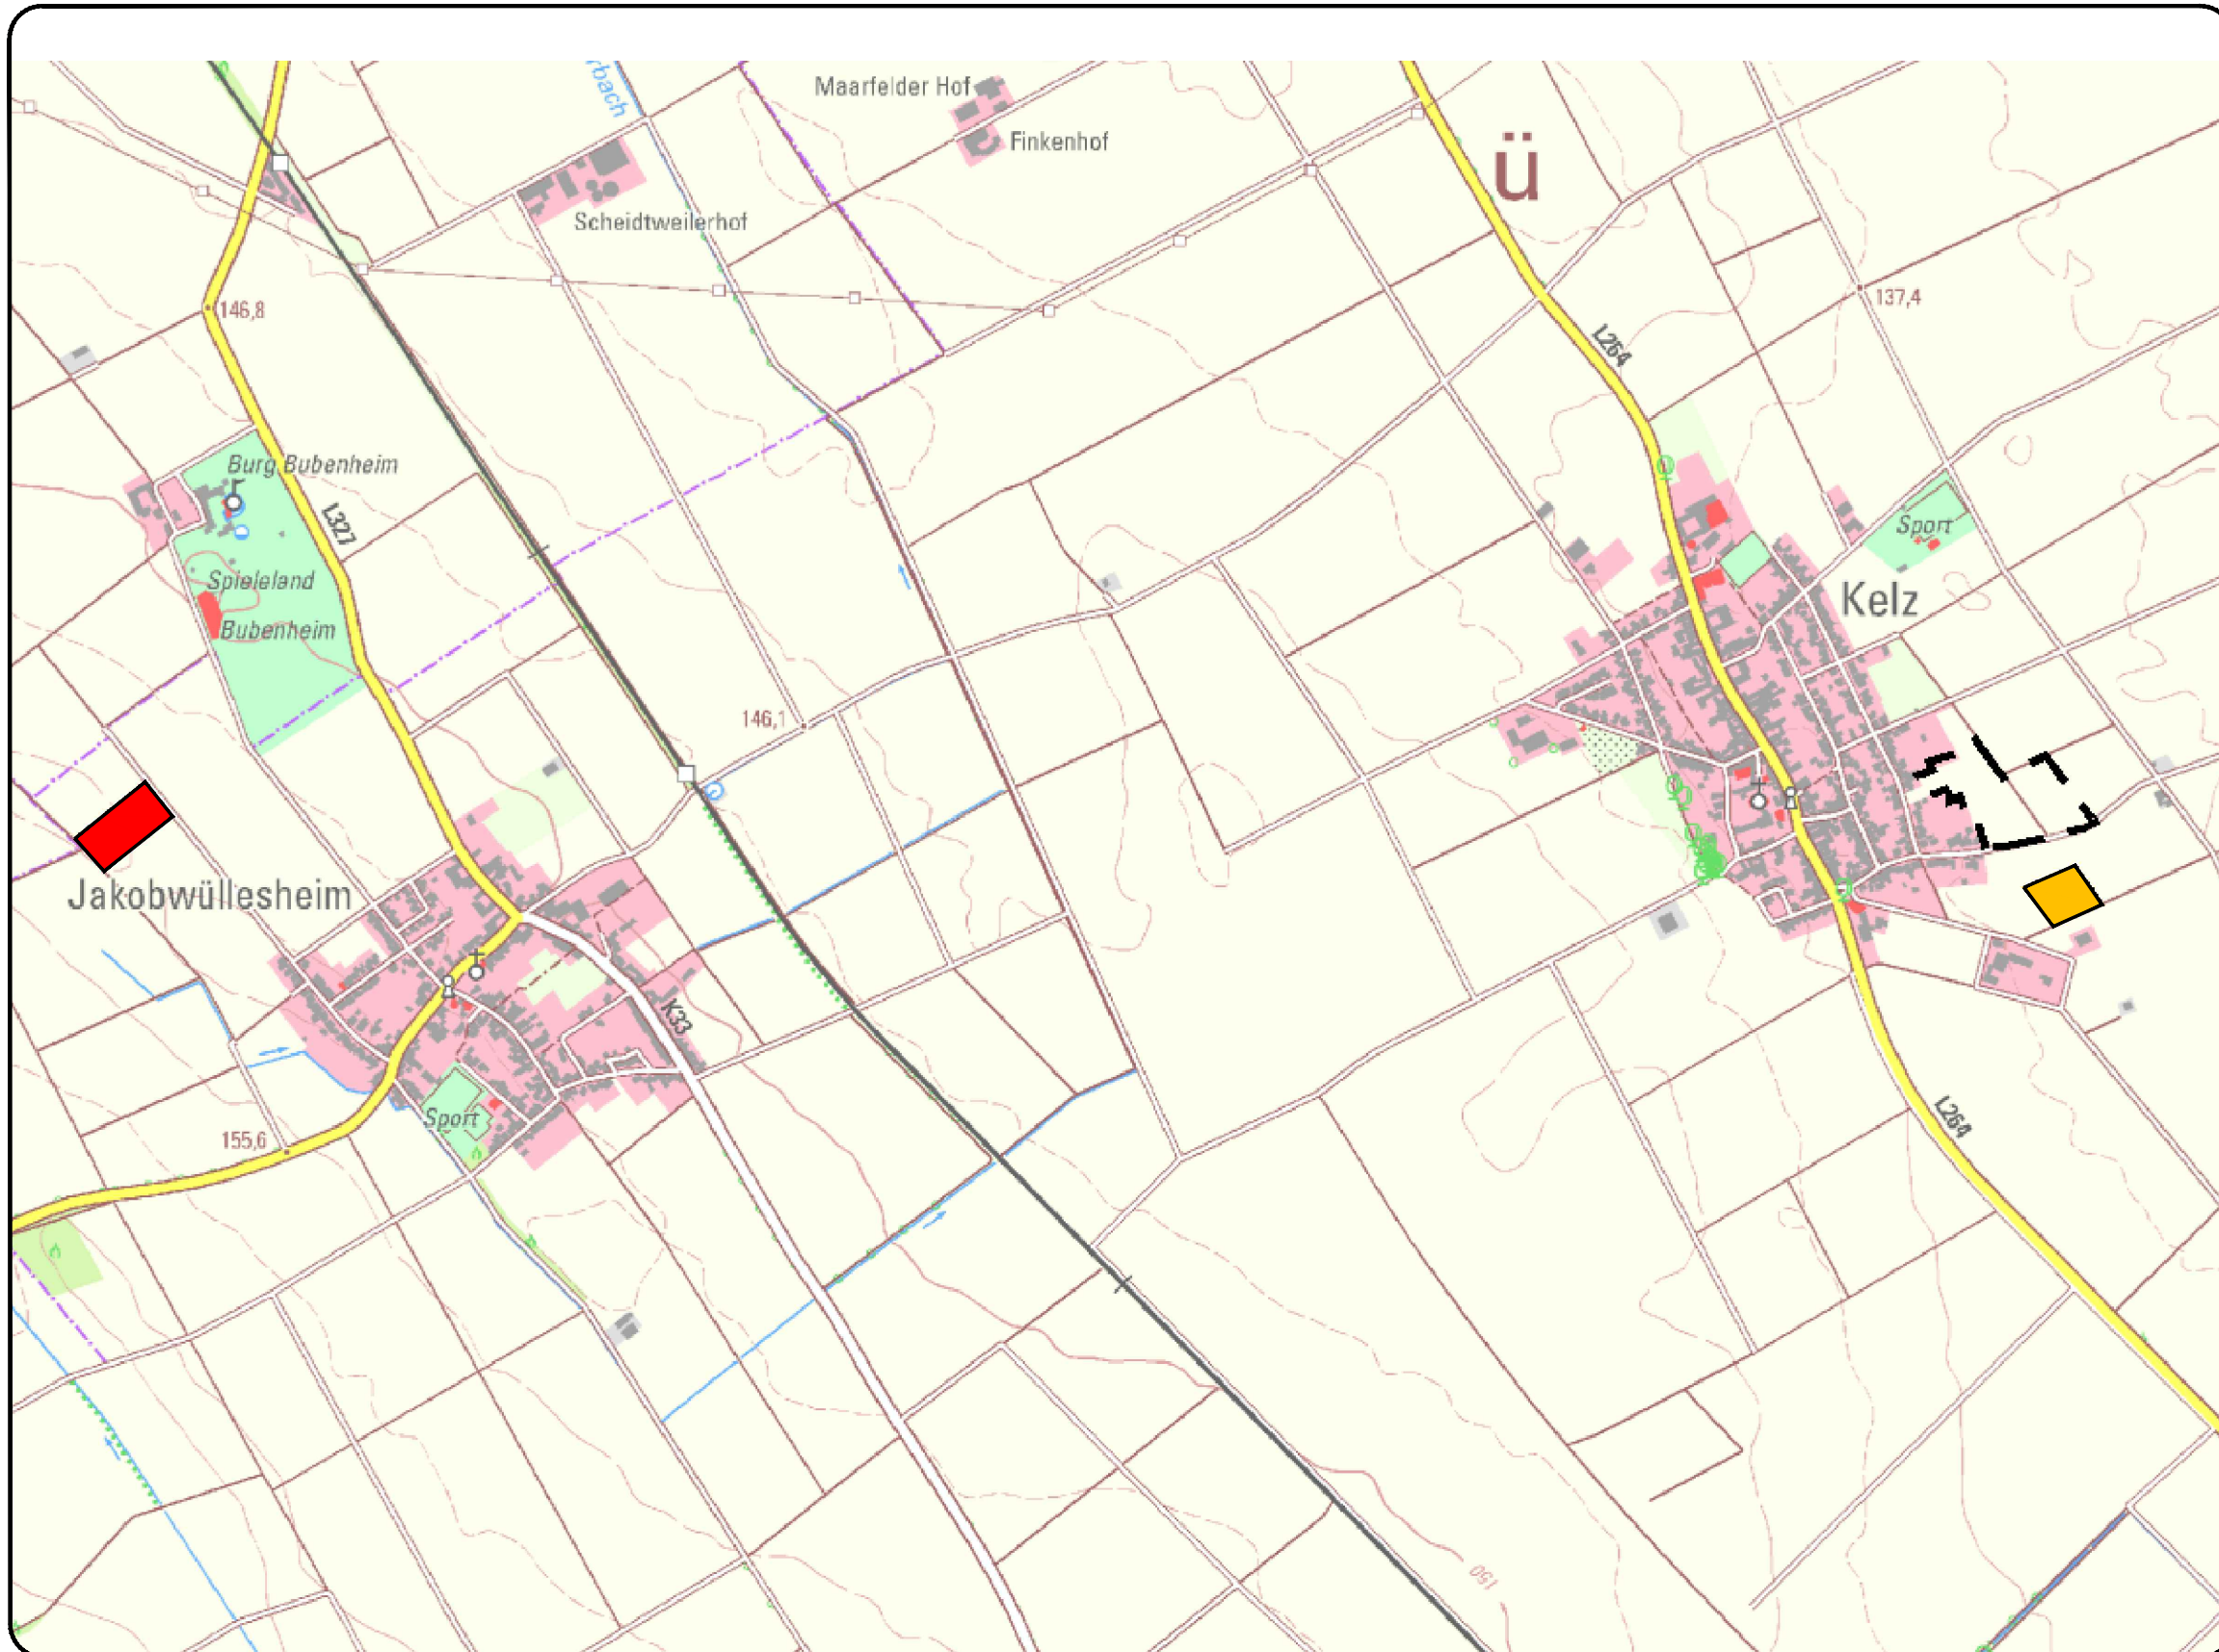 rbach
Maarfelder Hof
Finkenhof
ü
Scheidtweilerhof
146,8
137,4
L264
Burg Bubenheim
L327
Sport
Spieleland
Bubenheim
Kelz
146,1
Jakobwüllesheim
K33
Sport
155,6
L264
150